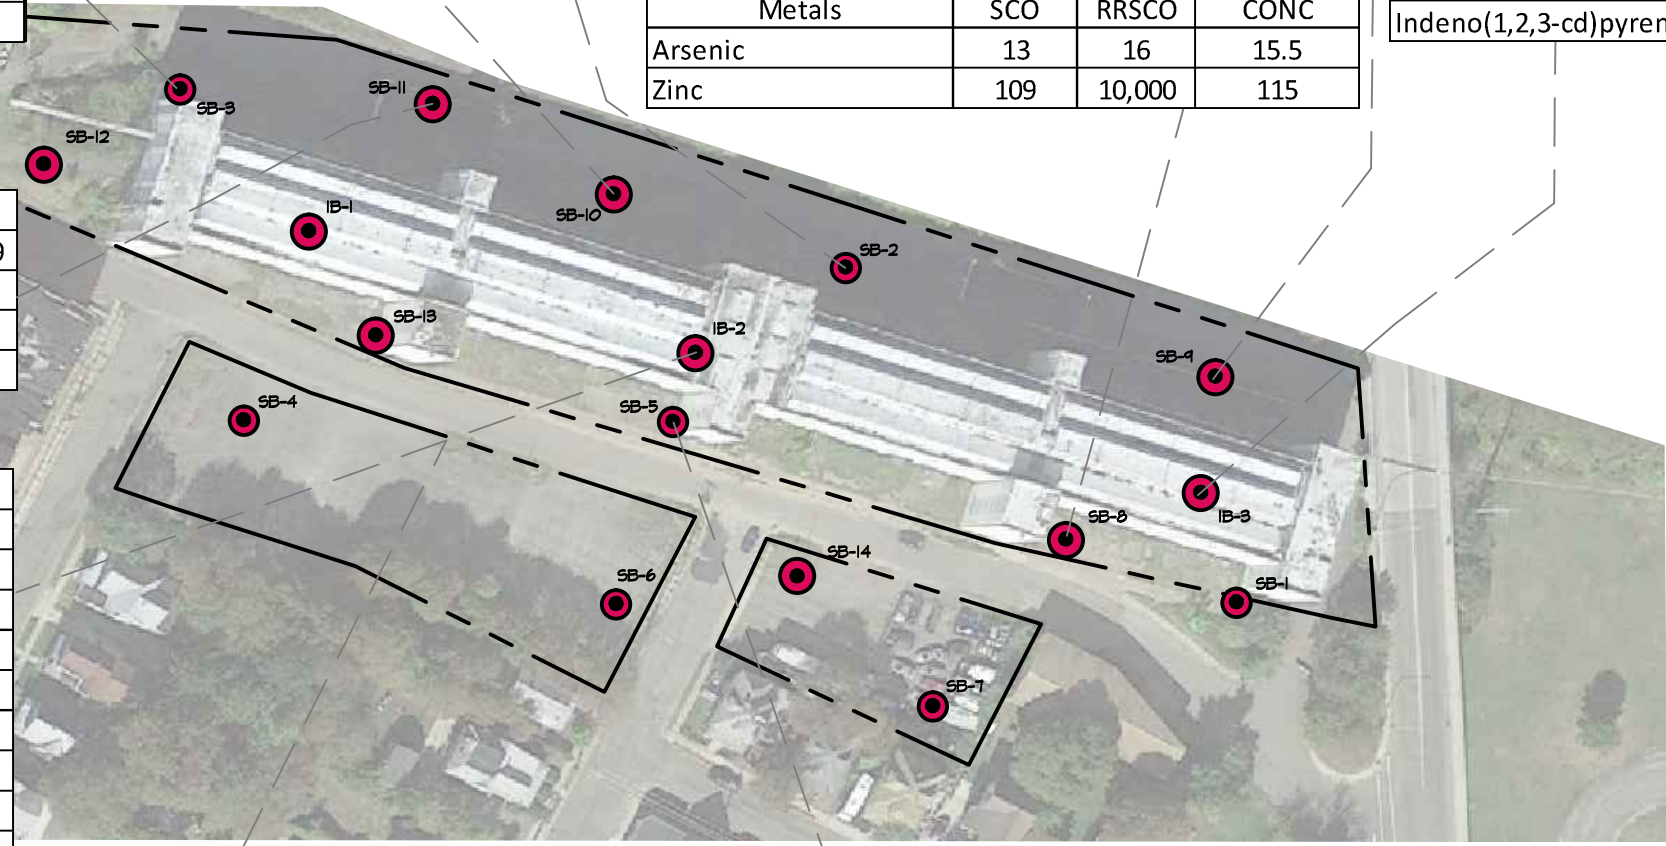 Metals SCO RRSCO CONC
Arsenic 13 16 15.5
Zinc 109 10,000 115
Indeno(1,2,3-cd)pyren
9
SB-3
SB-11
SB-12
IB-1
SB-10
SB-2
SB-13
IB-2
SB-9
SB-4
SB-5
IB-3
SB-8
SB-14
SB-6
SB-1
SB-7